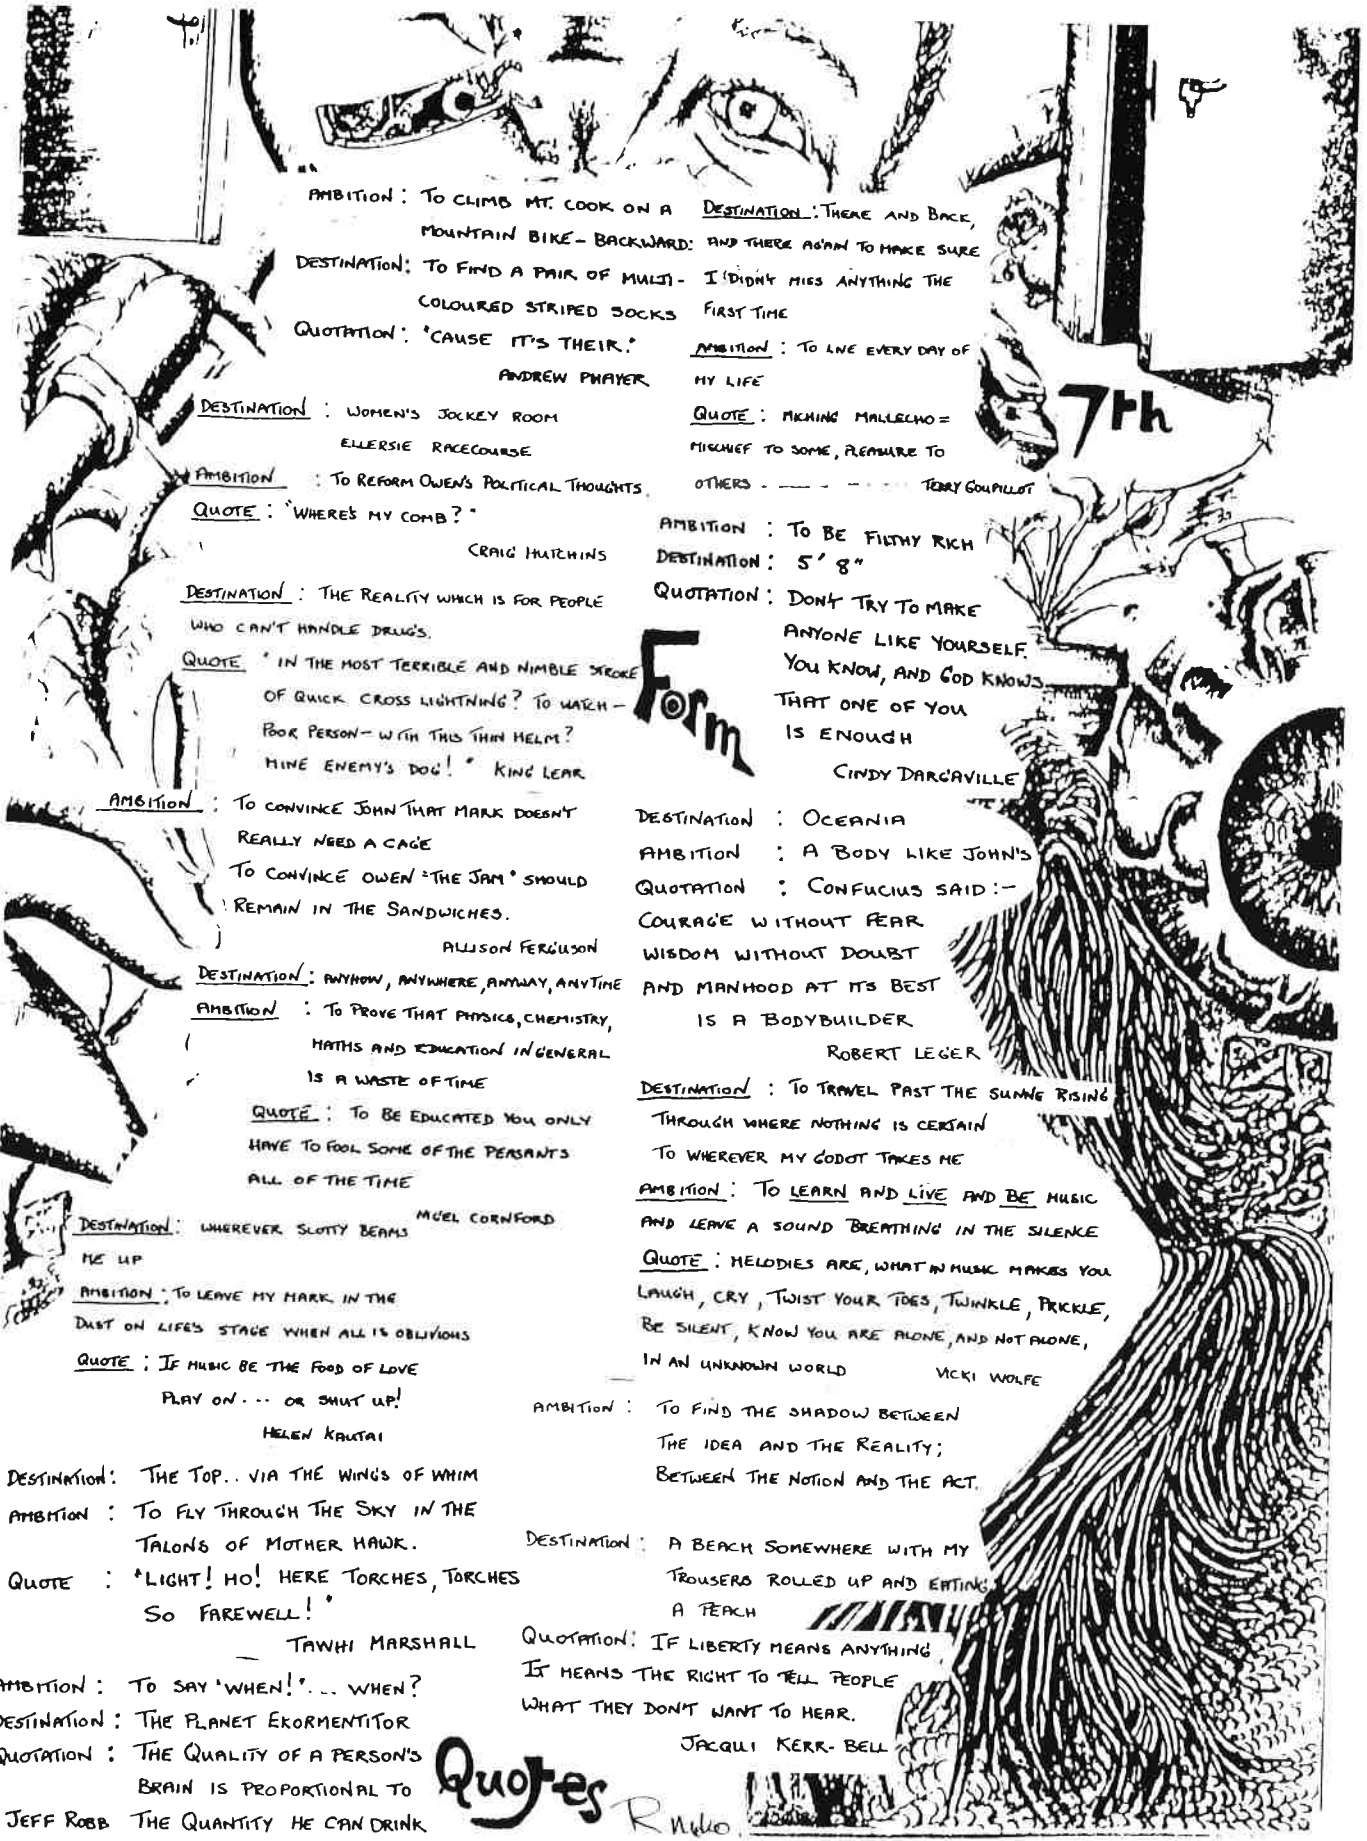 AMBITION : TO CLIMB MT. COOK ON A
MOUNTAIN BIKE - BACKWARD:
DESTINATION: TO FIND A PAIR OF MULTI-
COLOURED STRIPED SOCKS
QUOTATION : "CAUSE IT'S THEIR."
ANDREW PHAYER
DESTINATION : WOMEN'S JOCKEY ROOM
ELLERSIE RACECOURSE
AMBITION : TO REFORM OWEN'S POLITICAL THOUGHTS.
QUOTE : "WHERE'S MY COMB?"
CRAIG HUTCHINS
DESTINATION : THE REALITY WHICH IS FOR PEOPLE
WHO CAN'T HANDLE DRUG'S.
QUOTE " IN THE MOST TERRIBLE AND NIMBLE STROKE
OF QUICK CROSS LIGHTNING? TO WATCH -
POOR PERSON - WITH THIS THIN HELM?
MINE ENEMY'S DOG! " KING LEAR
AMBITION : TO CONVINCE JOHN THAT MARK DOESN'T
REALLY NEED A CAGE
TO CONVINCE OWEN "THE JAM" SHOULD
REMAIN IN THE SANDWICHES.
ALLISON FERGUSON
DESTINATION : ANYHOW, ANYWHERE, ANYWAY, ANYTIME
AMBITION : TO PROVE THAT PHYSICS, CHEMISTRY,
MATHS AND EDUCATION IN GENERAL
IS A WASTE OF TIME
QUOTE : TO BE EDUCATED YOU ONLY
HAVE TO FOOL SOME OF THE PEASANTS
ALL OF THE TIME
CORNFORD
DESTINATION : WHEREVER SLOTTY BEAMS
ME UP
AMBITION : TO LEAVE MY MARK IN THE
DUST ON LIFE'S STAGE WHEN ALL IS OBLIVIOUS
QUOTE : IF MUSIC BE THE FOOD OF LOVE
PLAY ON .... OR SHUT UP!
HELEN KAUTAI
DESTINATION : THE TOP.. VIA THE WING'S OF WHIM
AMBITION : TO FLY THROUGH THE SKY IN THE
TALONS OF MOTHER HAWK.
QUOTE : "LIGHT! HO! HERE TORCHES, TORCHES
SO FAREWELL! "
TAWHI MARSHALL
AMBITION : TO SAY 'WHEN!'. ... WHEN?
DESTINATION : THE PLANET EKORMENTITOR
QUOTATION : THE QUALITY OF A PERSON'S
BRAIN IS PROPORTIONAL TO
JEFF ROBB THE QUANTITY HE CAN DRINK
DESTINATION : THERE AND BACK,
AND THERE AGAIN TO MAKE SURE
I DIDN'T MISS ANYTHING THE
FIRST TIME
AMBITION : TO LIVE EVERY DAY OF
MY LIFE
QUOTE : MICHING MALLECHO =
MISCHIEF TO SOME, PLEASURE TO
OTHERS - - - - - TERRY GOUPILLOT
7th
AMBITION : TO BE FILTHY RICH
DESTINATION : 5' 8"
QUOTATION : DON'T TRY TO MAKE
ANYONE LIKE YOURSELF.
YOU KNOW, AND GOD KNOWS
THAT ONE OF YOU
IS ENOUGH
CINDY DARGAVILLE
Form
DESTINATION : OCEANIA
AMBITION : A BODY LIKE JOHN'S
QUOTATION : CONFUCIUS SAID :-
COURAGE WITHOUT FEAR
WISDOM WITHOUT DOUBT
AND MANHOOD AT ITS BEST
IS A BODYBUILDER
ROBERT LEGER
DESTINATION : TO TRAVEL PAST THE SUNNE RISING
THROUGH WHERE NOTHING IS CERTAIN
TO WHEREVER MY GODOT TAKES ME
AMBITION : TO LEARN AND LIVE AND BE MUSIC
AND LEAVE A SOUND BREATHING IN THE SILENCE
QUOTE : MELODIES ARE, WHAT IN MUSIC MAKES YOU
LAUGH, CRY, TWIST YOUR TOES, TWINKLE, PRICKLE,
BE SILENT, KNOW YOU ARE ALONE, AND NOT ALONE,
IN AN UNKNOWN WORLD VICKI WOLFE
AMBITION : TO FIND THE SHADOW BETWEEN
THE IDEA AND THE REALITY;
BETWEEN THE NOTION AND THE ACT.
DESTINATION : A BEACH SOMEWHERE WITH MY
TROUSERS ROLLED UP AND EATING
A PEACH
QUOTATION : IF LIBERTY MEANS ANYTHING
IT MEANS THE RIGHT TO TELL PEOPLE
WHAT THEY DON'T WANT TO HEAR.
JACQUI KERR-BELL
Quotes